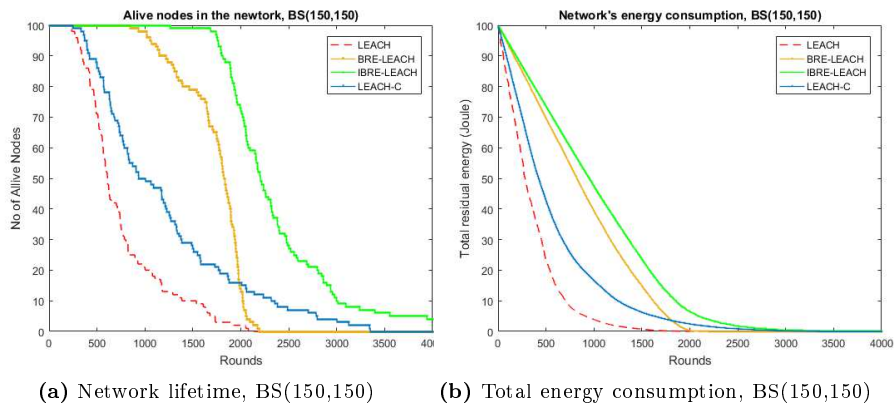 Alive nodes in the newtork, BS(150,150)
No of Allive Nodes
100
90
80
70
60
50
40
30
20
10
0
LEACH
BRE-LEACH
IBRE-LEACH
LEACH-C
0 500 1000 1500 2000 2500 3000 3500 4000
Rounds
(a) Network lifetime, BS(150,150)
Network's energy consumption, BS(150,150)
Total residual energy (Joule)
100
90
80
70
60
50
40
30
20
10
0
LEACH
BRE-LEACH
IBRE-LEACH
LEACH-C
0 500 1000 1500 2000 2500 3000 3500 4000
Rounds
(b) Total energy consumption, BS(150,150)